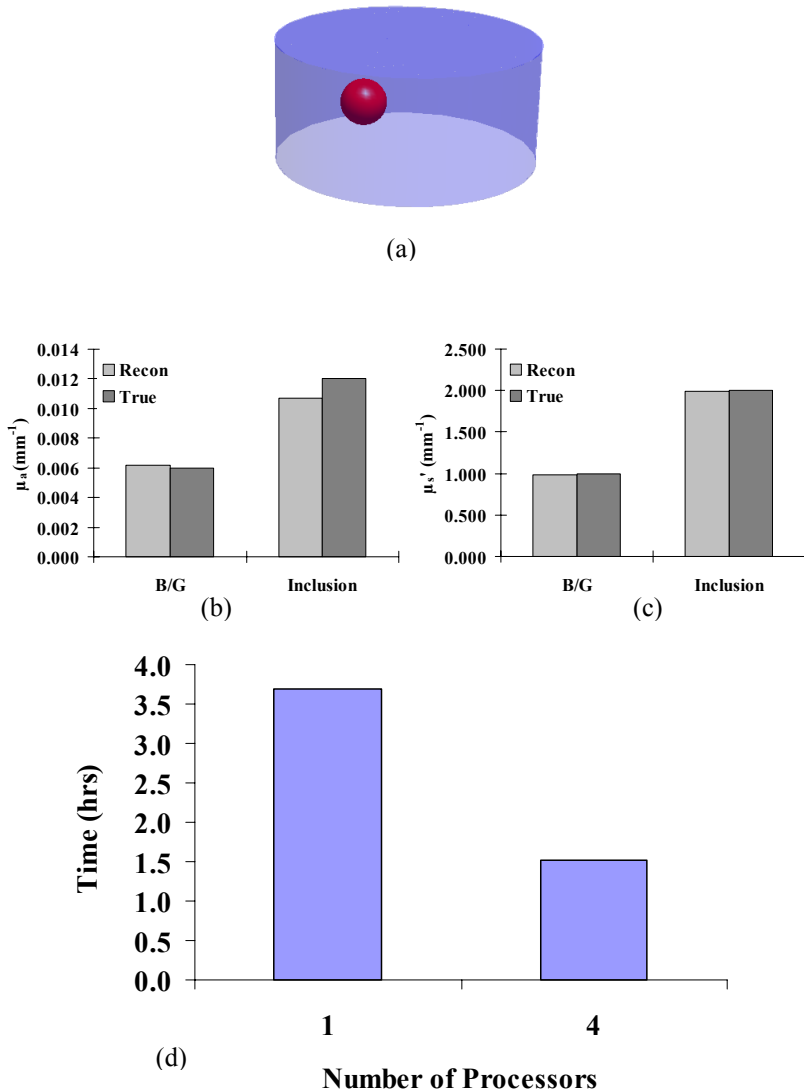 (a)
0.014
0.012
0.010
0.008
0.006
0.004
0.002
0.000
μa (mm-1)
Recon
True
B/G
Inclusion
(b)
2.500
2.000
1.500
1.000
0.500
0.000
μs' (mm-1)
Recon
True
B/G
Inclusion
(c)
4.0
3.5
3.0
2.5
2.0
1.5
1.0
0.5
0.0
Time (hrs)
1
4
(d)
Number of Processors